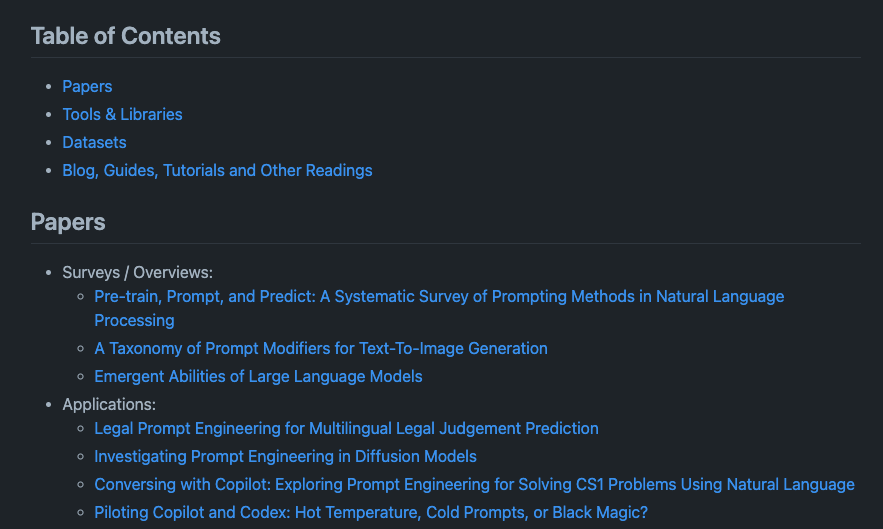 Table of Contents
Papers
Tools & Libraries
Datasets
Blog, Guides, Tutorials and Other Readings
Papers
Surveys / Overviews:
Pre-train, Prompt, and Predict: A Systematic Survey of Prompting Methods in Natural Language
Processing
A Taxonomy of Prompt Modifiers for Text-To-Image Generation
Emergent Abilities of Large Language Models
Applications:
Legal Prompt Engineering for Multilingual Legal Judgement Prediction
Investigating Prompt Engineering in Diffusion Models
Conversing with Copilot: Exploring Prompt Engineering for Solving CS1 Problems Using Natural Language
Piloting Copilot and Codex: Hot Temperature, Cold Prompts, or Black Magic?